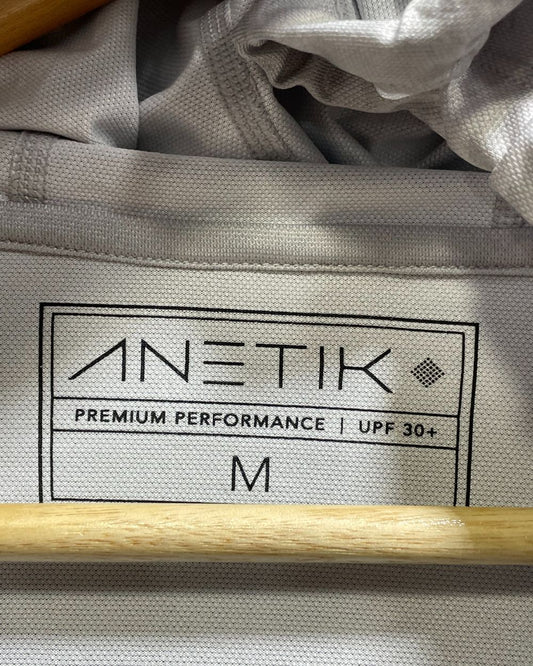 ANETIK
PREMIUM PERFORMANCE | UPF 30+
M